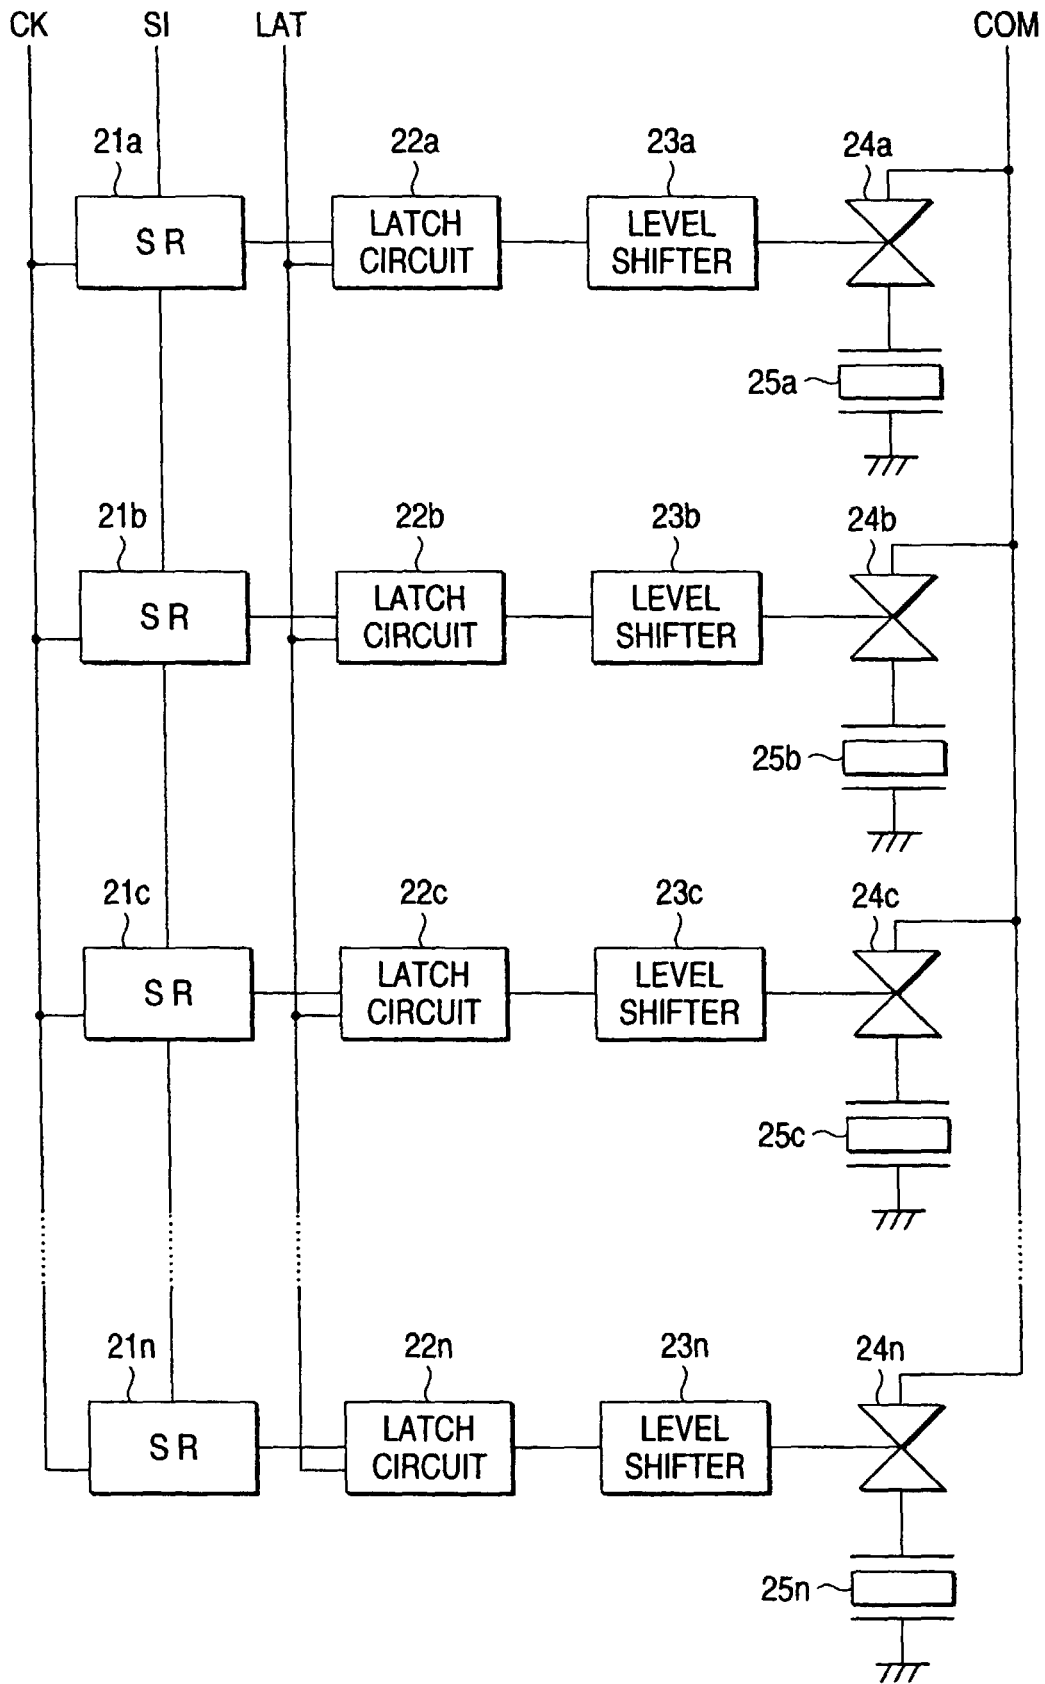 CK SI LAT COM
21a 22a 23a 24a
SR LATCH CIRCUIT LEVEL SHIFTER
25a
21b 22b 23b 24b
SR LATCH CIRCUIT LEVEL SHIFTER
25b
21c 22c 23c 24c
SR LATCH CIRCUIT LEVEL SHIFTER
25c
21n 22n 23n 24n
SR LATCH CIRCUIT LEVEL SHIFTER
25n